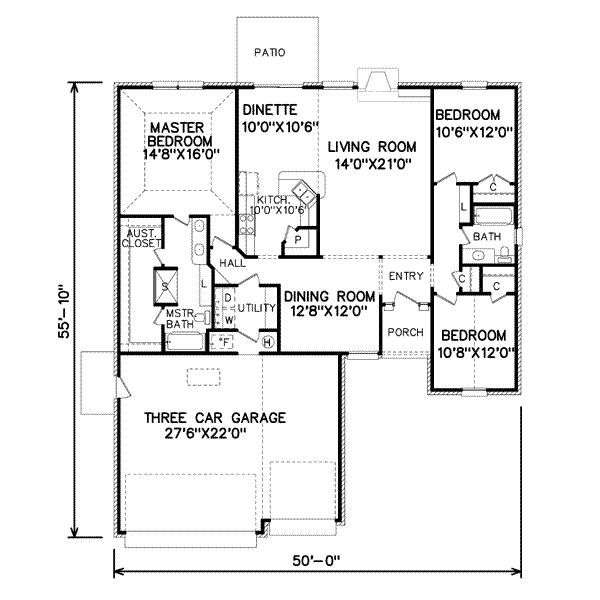 PATIO
DINETTE
10'0"X10'6"
BEDROOM
10'6"X12'0"
MASTER
BEDROOM
14'8"X16'0"
LIVING ROOM
14'0"X21'0"
C
KITCH.
10'0"X10'6"
L
AUST.
CLOSET
P
BATH
HALL
ENTRY
C
C
S
L
D
W
UTILITY
DINING ROOM
12'8"X12'0"
MSTR.
BATH
PORCH
BEDROOM
10'8"X12'0"
°F
H
55'-10"
THREE CAR GARAGE
27'6"X22'0"
50'-0"